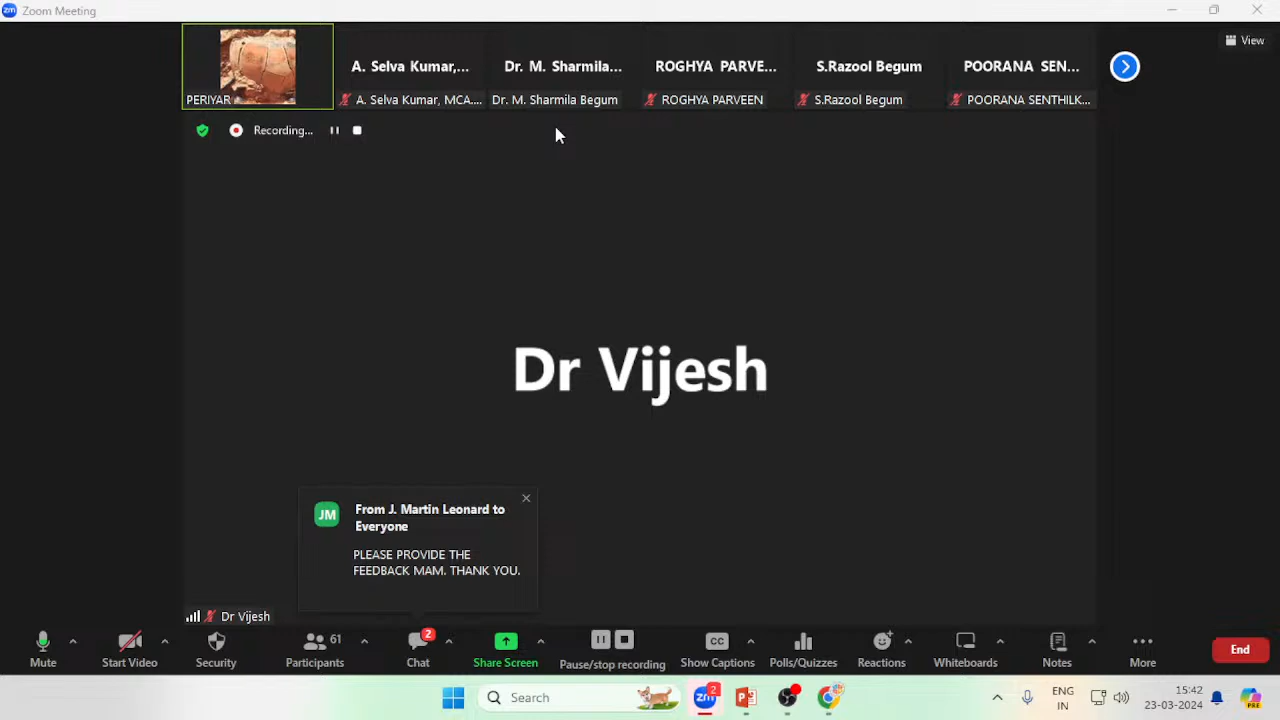 Zoom Meeting
View
A. Selva Kumar,...
Dr. M. Sharmila...
ROGHYA PARVE...
S.Razool Begum
POORANA SEN...
PERIYAR
A. Selva Kumar, MCA....
Dr. M. Sharmila Begum
ROGHYA PARVEEN
S.Razool Begum
POORANA SENTHILK...
Recording...
Dr Vijesh
JM
From J. Martin Leonard to
Everyone
PLEASE PROVIDE THE
FEEDBACK MAM. THANK YOU.
Dr Vijesh
61
2
CC
Mute
Start Video
Security
Participants
Chat
Share Screen
Pause/stop recording
Show Captions
Polls/Quizzes
Reactions
Whiteboards
Notes
More
End
Search
zm
2
ENG
IN
15:42
23-03-2024
PRE